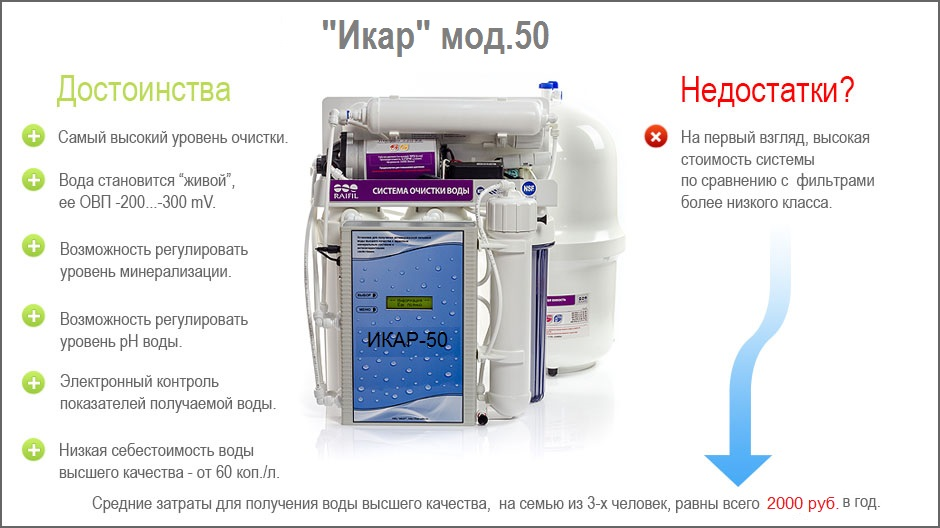 "Икар" мод.50
Достоинства
Самый высокий уровень очистки.
Вода становится “живой”,
ее ОВП -200...-300 mV.
Возможность регулировать
уровень минерализации.
Возможность регулировать
уровень pH воды.
Электронный контроль
показателей получаемой воды.
Низкая себестоимость воды
высшего качества - от 60 коп./л.
RAIFIL
СИСТЕМА ОЧИСТКИ ВОДЫ
NSF
ВЫБОР
МЕНЮ
ИКАР-50
Недостатки?
На первый взгляд, высокая
стоимость системы
по сравнению с фильтрами
более низкого класса.
Средние затраты для получения воды высшего качества, на семью из 3-х человек, равны всего 2000 руб. в год.